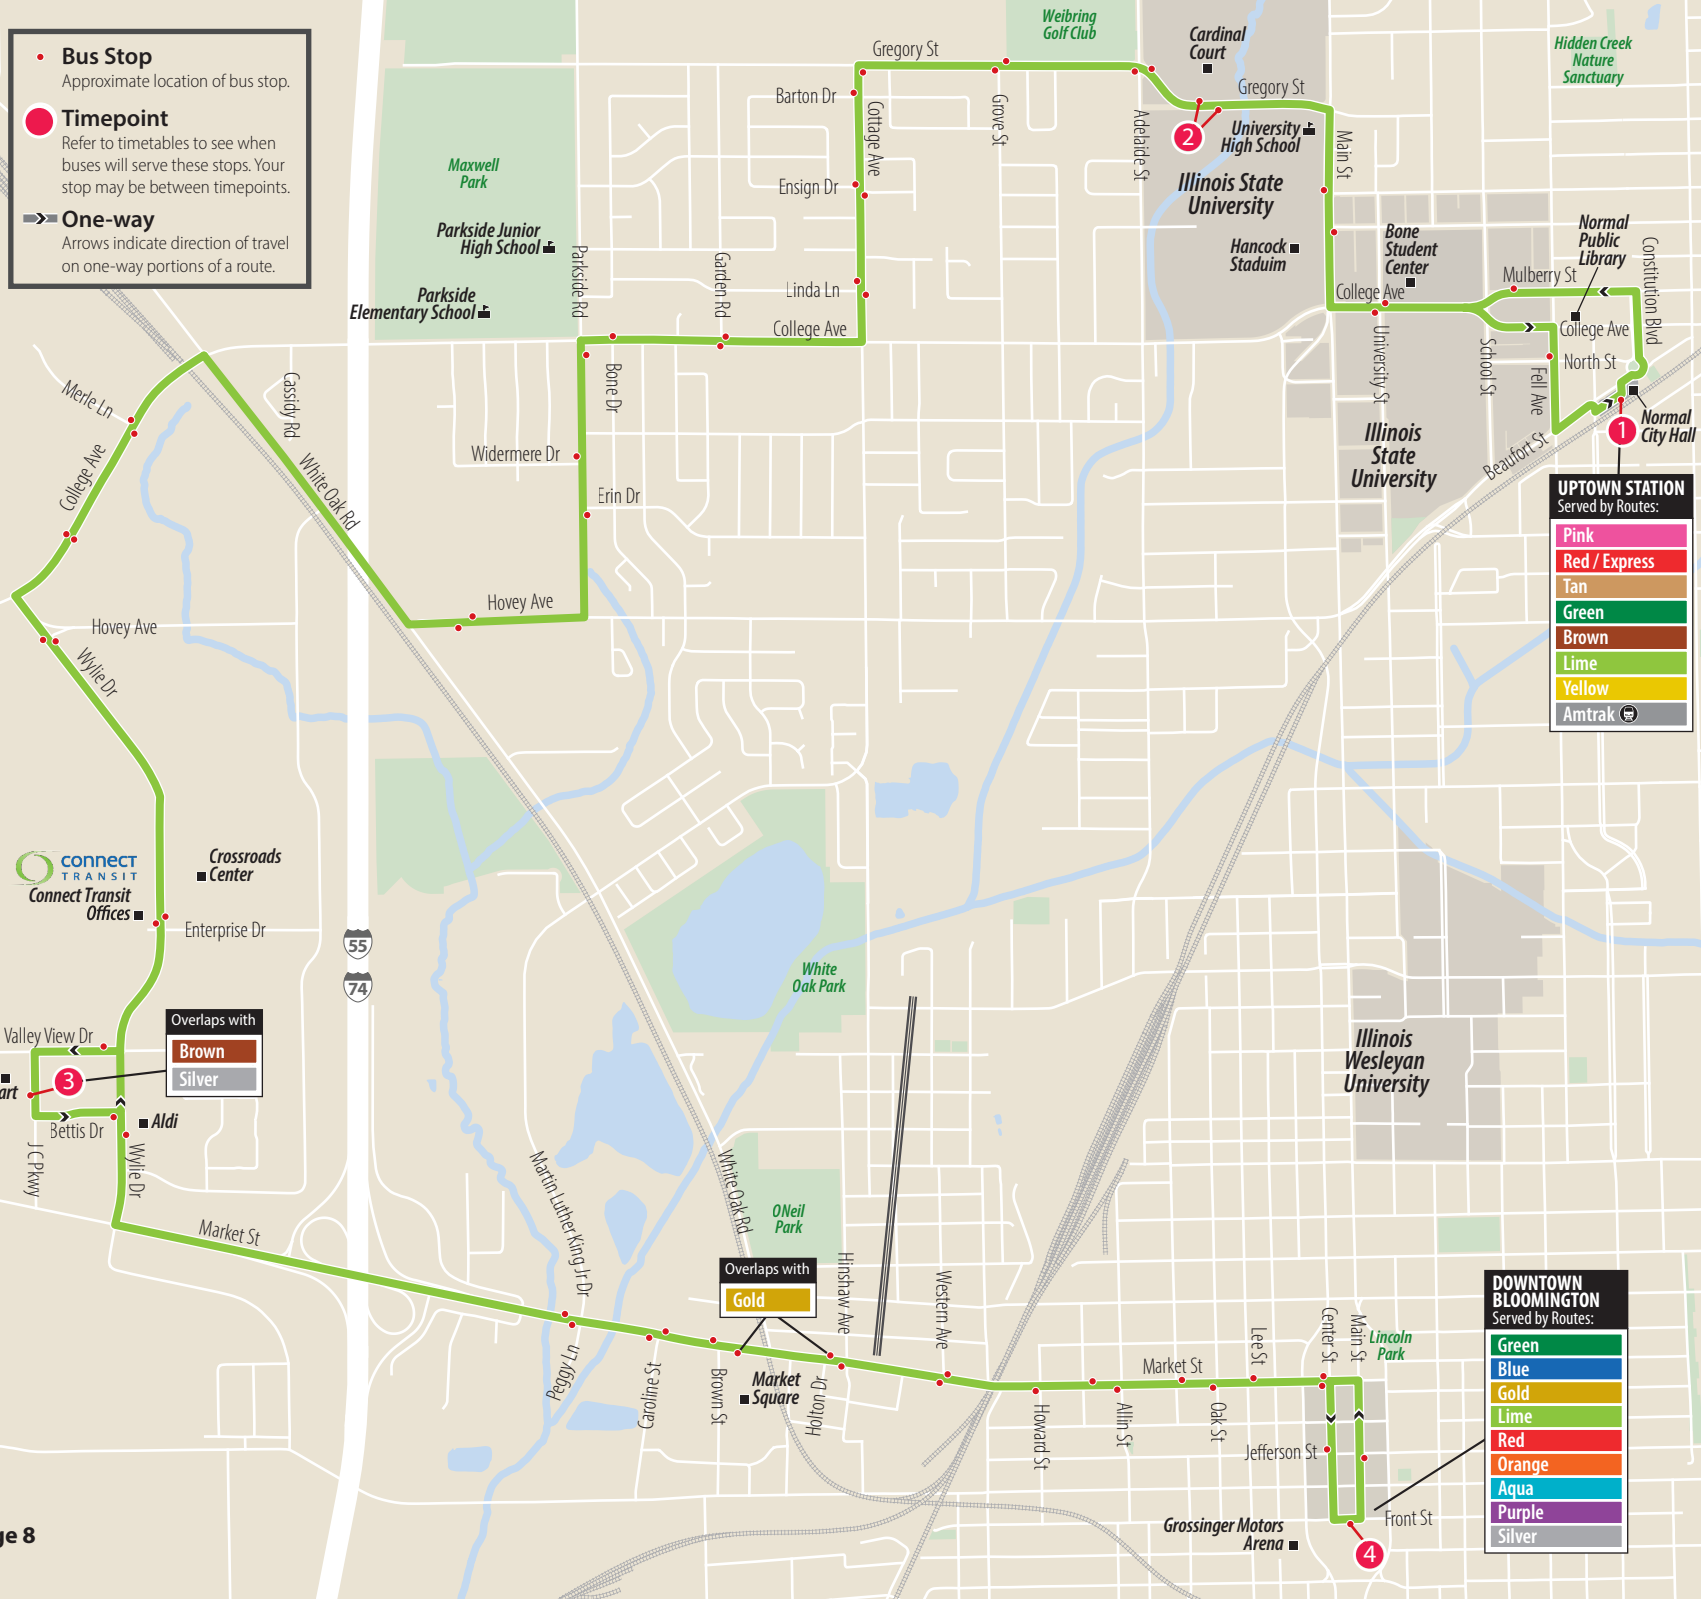 Bus Stop
Approximate location of bus stop.
Timepoint
Refer to timetables to see when
buses will serve these stops. Your
stop may be between timepoints.
One-way
Arrows indicate direction of travel
on one-way portions of a route.
Weibring
Golf Club
Cardinal
Court
Hidden Creek
Nature
Sanctuary
Gregory St
Gregory St
Barton Dr
Cottage Ave
Grove St
Adelaide St
2
University
High School
Main St
Maxwell
Park
Ensign Dr
Illinois State
University
Parkside Junior
High School
Parkside Rd
Garden Rd
Hancock
Staduim
Bone
Student
Center
Normal
Public
Library
Constitution Blvd
Mulberry St
Parkside
Elementary School
Linda Ln
College Ave
College Ave
College Ave
University St
School St
Fell Ave
North St
Merle Ln
Cassidy Rd
Bone Dr
College Ave
White Oak Rd
Widermere Dr
Erin Dr
Illinois
State
University
Beaufort St
1
Normal
City Hall
UPTOWN STATION
Served by Routes:
Pink
Red / Express
Tan
Green
Brown
Lime
Yellow
Amtrak
Hovey Ave
Hovey Ave
Wylie Dr
connect
TRANSIT
Connect Transit
Offices
Crossroads
Center
Enterprise Dr
55
74
White
Oak Park
Valley View Dr
Overlaps with
Brown
Silver
3
art
Bettis Dr
Aldi
J C Pkwy
Wylie Dr
Illinois
Wesleyan
University
Market St
Martin Luther King Jr Dr
White Oak Rd
ONeil
Park
Overlaps with
Gold
Hinshaw Ave
Western Ave
Peggy Ln
Caroline St
Brown St
Market
Square
Holton Dr
Howard St
Allin St
Market St
Oak St
Lee St
Center St
Main St
Lincoln
Park
Jefferson St
Front St
Grossinger Motors
Arena
4
DOWNTOWN
BLOOMINGTON
Served by Routes:
Green
Blue
Gold
Lime
Red
Orange
Aqua
Purple
Silver
ge 8